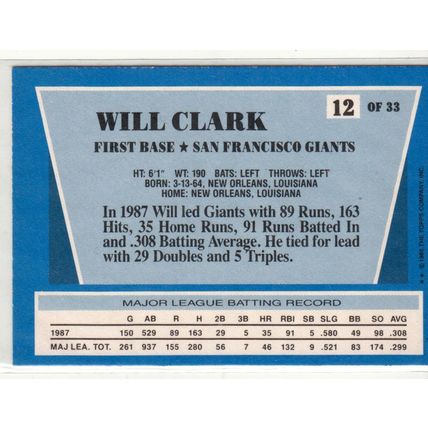 WILL CLARK
12 OF 33
FIRST BASE ★ SAN FRANCISCO GIANTS
HT: 6'1" WT: 190 BATS: LEFT THROWS: LEFT
BORN: 3-13-64, NEW ORLEANS, LOUISIANA
HOME: NEW ORLEANS, LOUISIANA
In 1987 Will led Giants with 89 Runs, 163
Hits, 35 Home Runs, 91 Runs Batted In
and .308 Batting Average. He tied for lead
with 29 Doubles and 5 Triples.
MAJOR LEAGUE BATTING RECORD
G AB R H 2B 3B HR RBI SB SLG BB SO AVG
1987 150 529 89 163 29 5 35 91 5 .580 49 98 .308
MAJ LEA. TOT. 261 937 155 280 56 7 46 132 9 .521 83 174 .299
THE TOPPS COMPANY, INC.